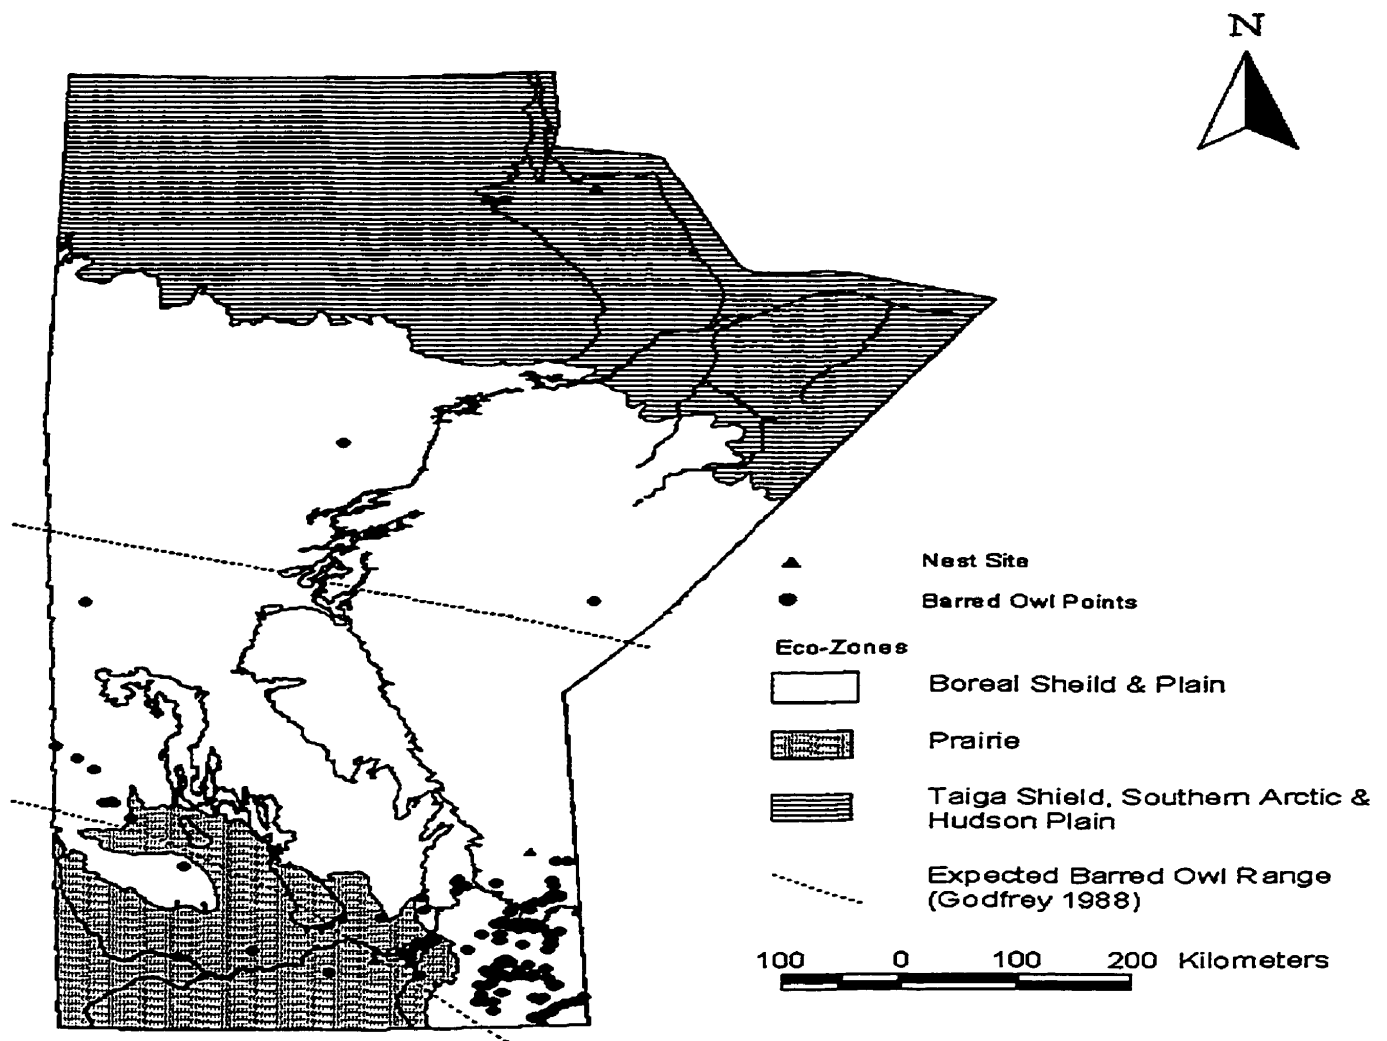 N
Nest Site
Barred Owl Points
Eco-Zones
Boreal Sheild & Plain
Prairie
Taiga Shield, Southern Arctic &
Hudson Plain
Expected Barred Owl Range
(Godfrey 1988)
100 0 100 200 Kilometers